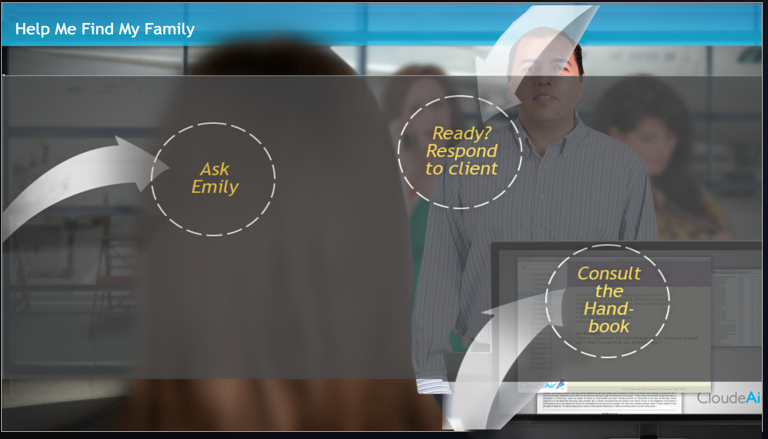 Help Me Find My Family
Ready?
Respond
to client
Ask
Emily
Consult
the
Hand-
book
CloudeAi